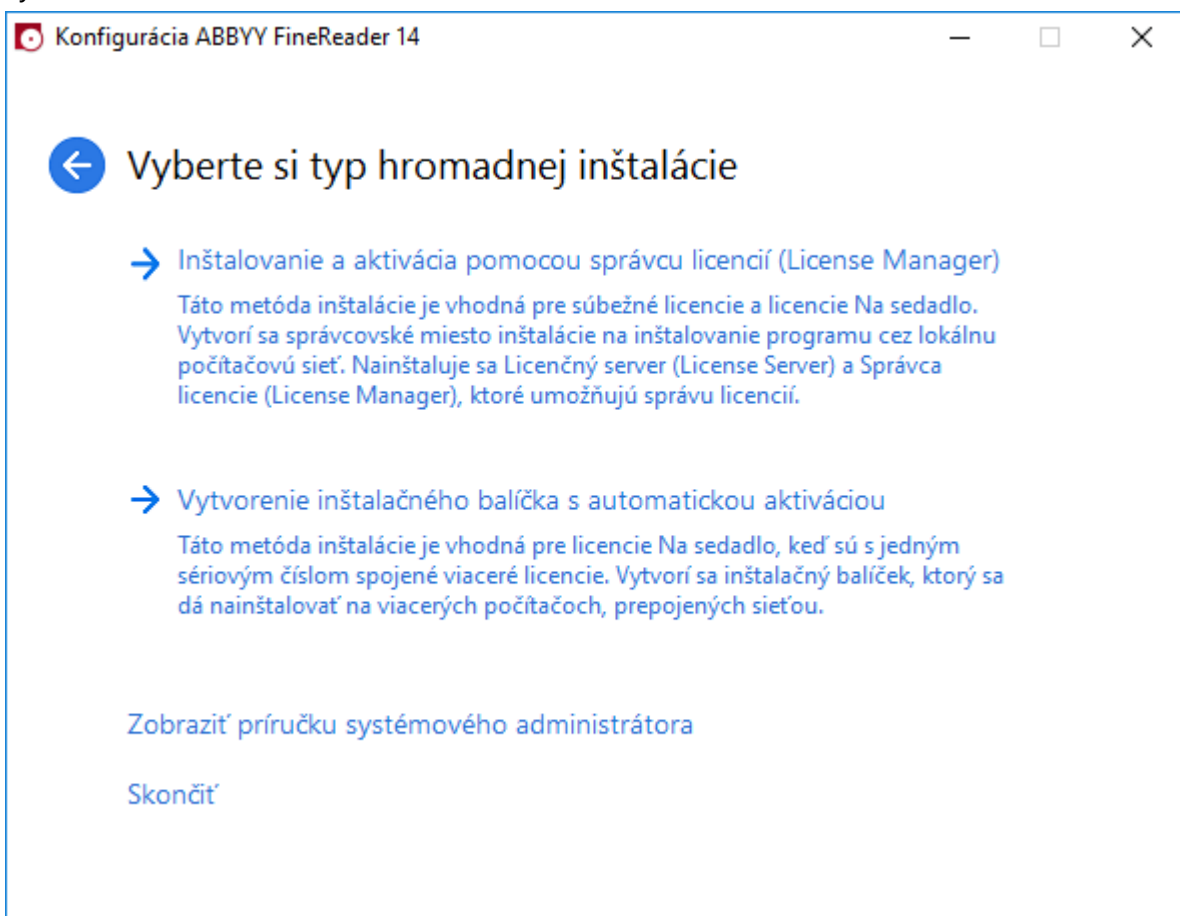 Konfigurácia ABBYY FineReader 14
Vyberte si typ hromadnej inštalácie
Inštalovanie a aktivácia pomocou správcu licencií (License Manager)
Táto metóda inštalácie je vhodná pre súbežné licencie a licencie Na sedadlo.
Vytvorí sa správcovské miesto inštalácie na inštalovanie programu cez lokálnu
počítačovú sieť. Nainštaluje sa Licenčný server (License Server) a Správca
licencie (License Manager), ktoré umožňujú správu licencií.
Vytvorenie inštalačného balíčka s automatickou aktiváciou
Táto metóda inštalácie je vhodná pre licencie Na sedadlo, keď sú s jedným
sériovým číslom spojené viaceré licencie. Vytvorí sa inštalačný balíček, ktorý sa
dá nainštalovať na viacerých počítačoch, prepojených sieťou.
Zobraziť príručku systémového administrátora
Skončiť